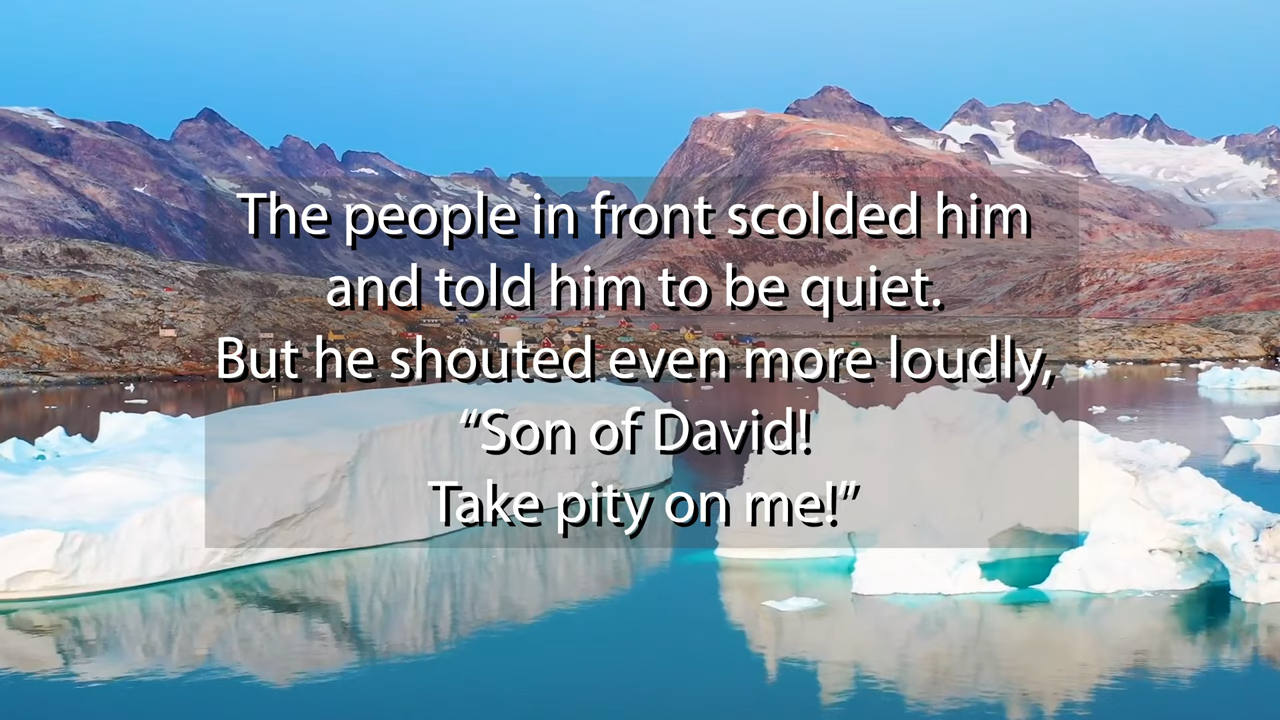 The people in front scolded him
and told him to be quiet.
But he shouted even more loudly,
“Son of David!
Take pity on me!”